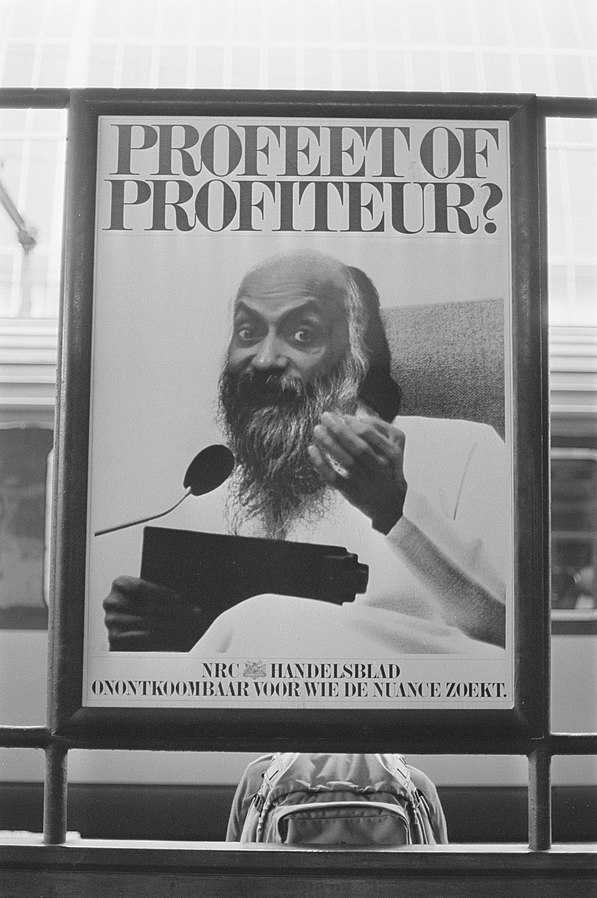 PROFEET OF
PROFITEUR?
NRC HANDELSBLAD
ONONTKOOMBAAR VOOR WIE DE NUANCE ZOEKT.